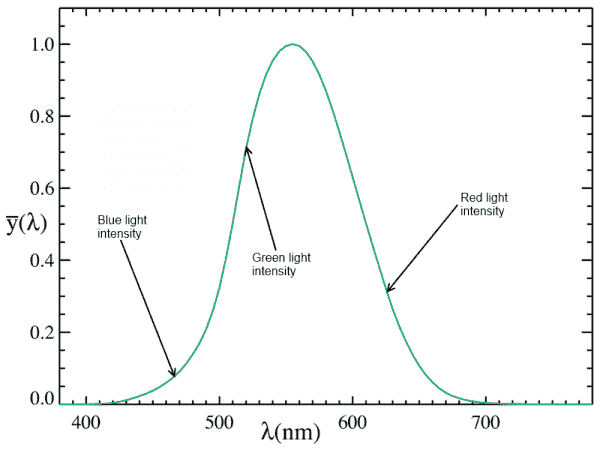 1.0
0.8
0.6
0.4
0.2
0.0
y̅(λ)
Blue light
intensity
Green light
intensity
Red light
intensity
400 500 600 700
λ(nm)